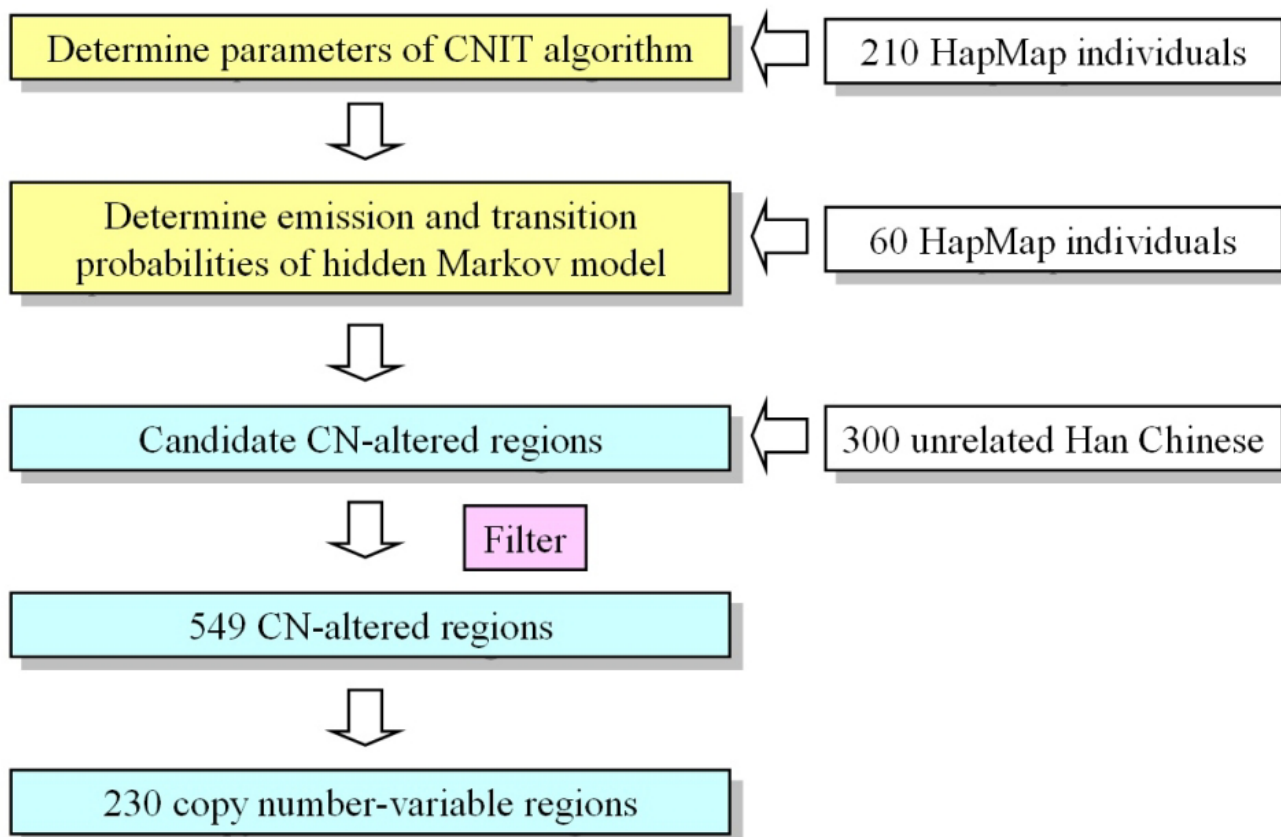 Determine parameters of CNIT algorithm
210 HapMap individuals
Determine emission and transition
probabilities of hidden Markov model
60 HapMap individuals
Candidate CN-altered regions
300 unrelated Han Chinese
Filter
549 CN-altered regions
230 copy number-variable regions